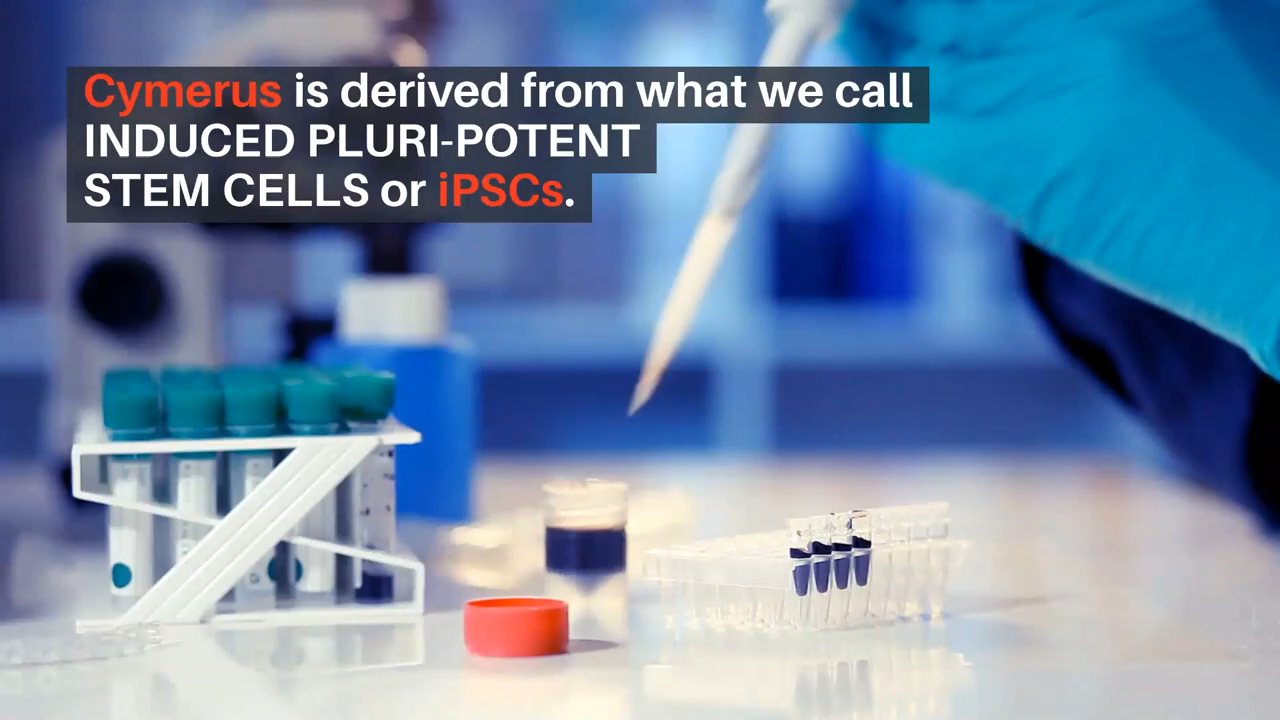 Cymerus is derived from what we call
INDUCED PLURI-POTENT
STEM CELLS or iPSCs.